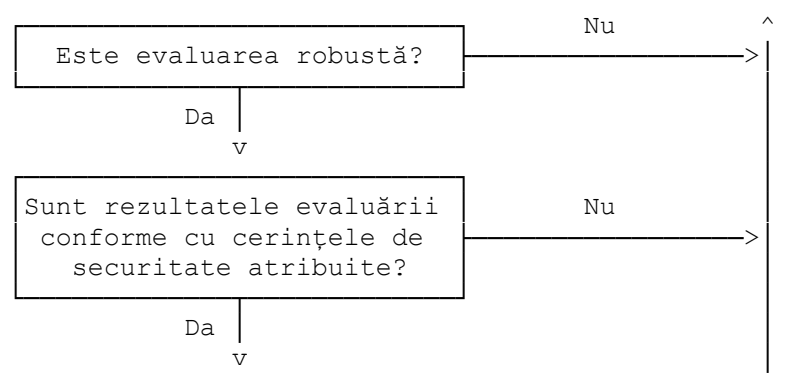 Nu
Este evaluarea robustă?
Da
Sunt rezultatele evaluării
Nu
conforme cu cerințele de
securitate atribuite?
Da